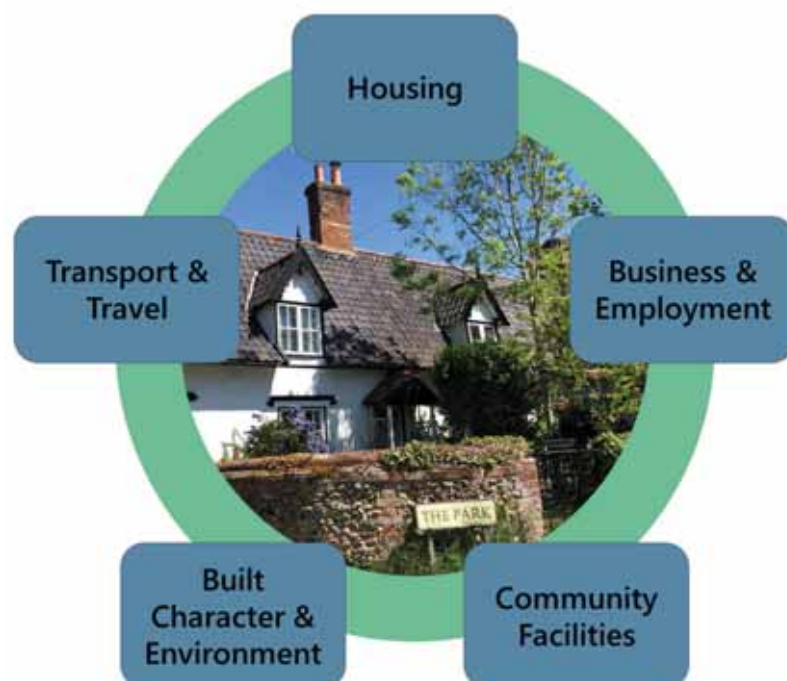 Housing
Transport &
Travel
Business &
Employment
THE PARK
Built
Character &
Environment
Community
Facilities